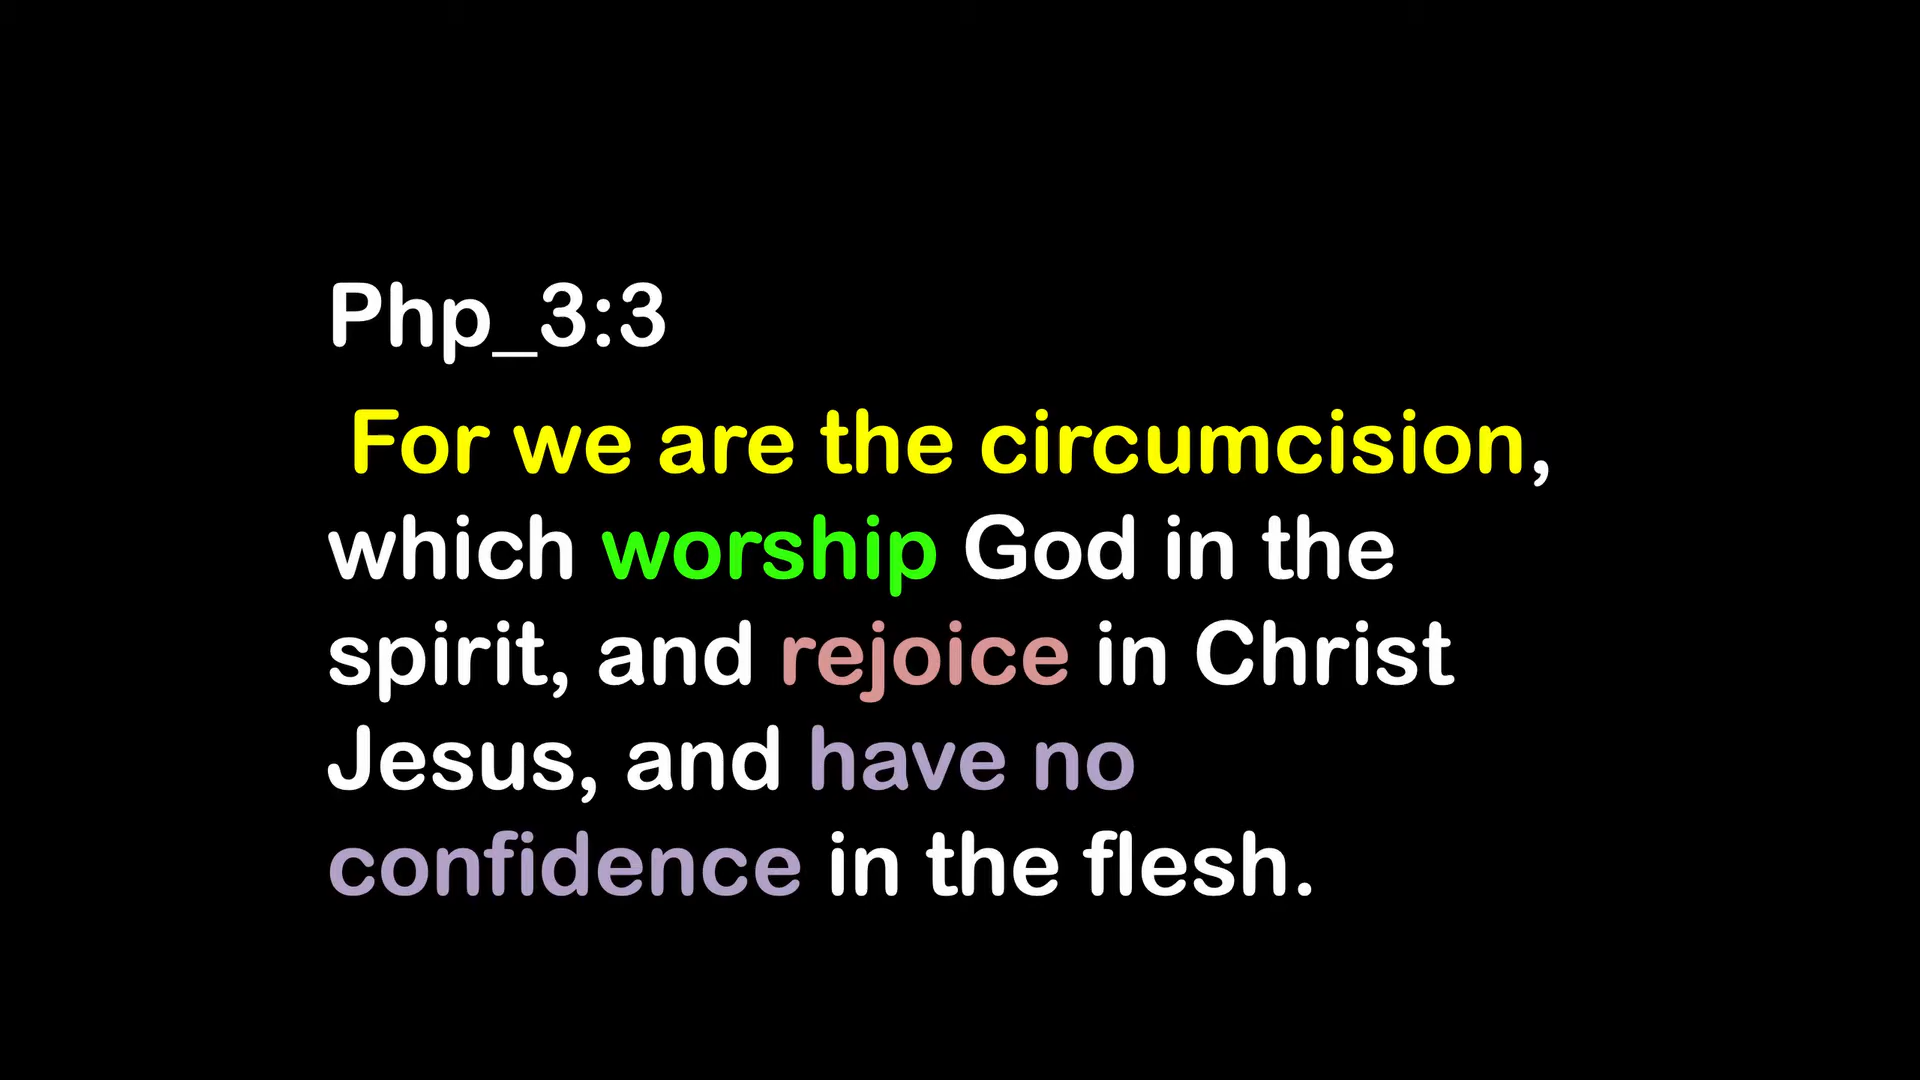 Php_3:3
For we are the circumcision,
which worship God in the
spirit, and rejoice in Christ
Jesus, and have no
confidence in the flesh.